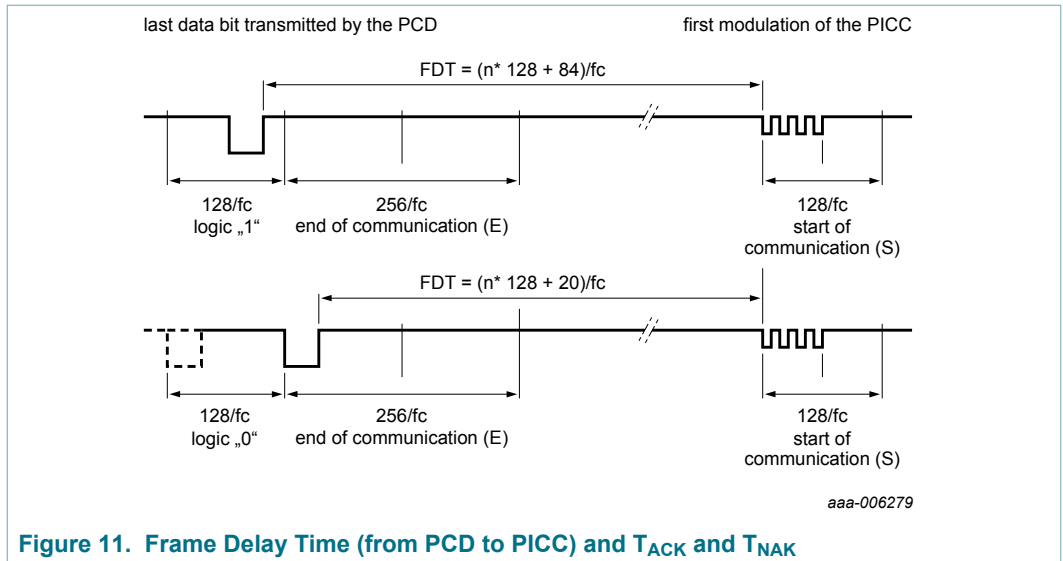 last data bit transmitted by the PCD
first modulation of the PICC
FDT = (n* 128 + 84)/fc
128/fc
logic „1“
256/fc
end of communication (E)
128/fc
start of
communication (S)
FDT = (n* 128 + 20)/fc
128/fc
logic „0“
256/fc
end of communication (E)
128/fc
start of
communication (S)
aaa-006279
Figure 11. Frame Delay Time (from PCD to PICC) and TACK and TNAK